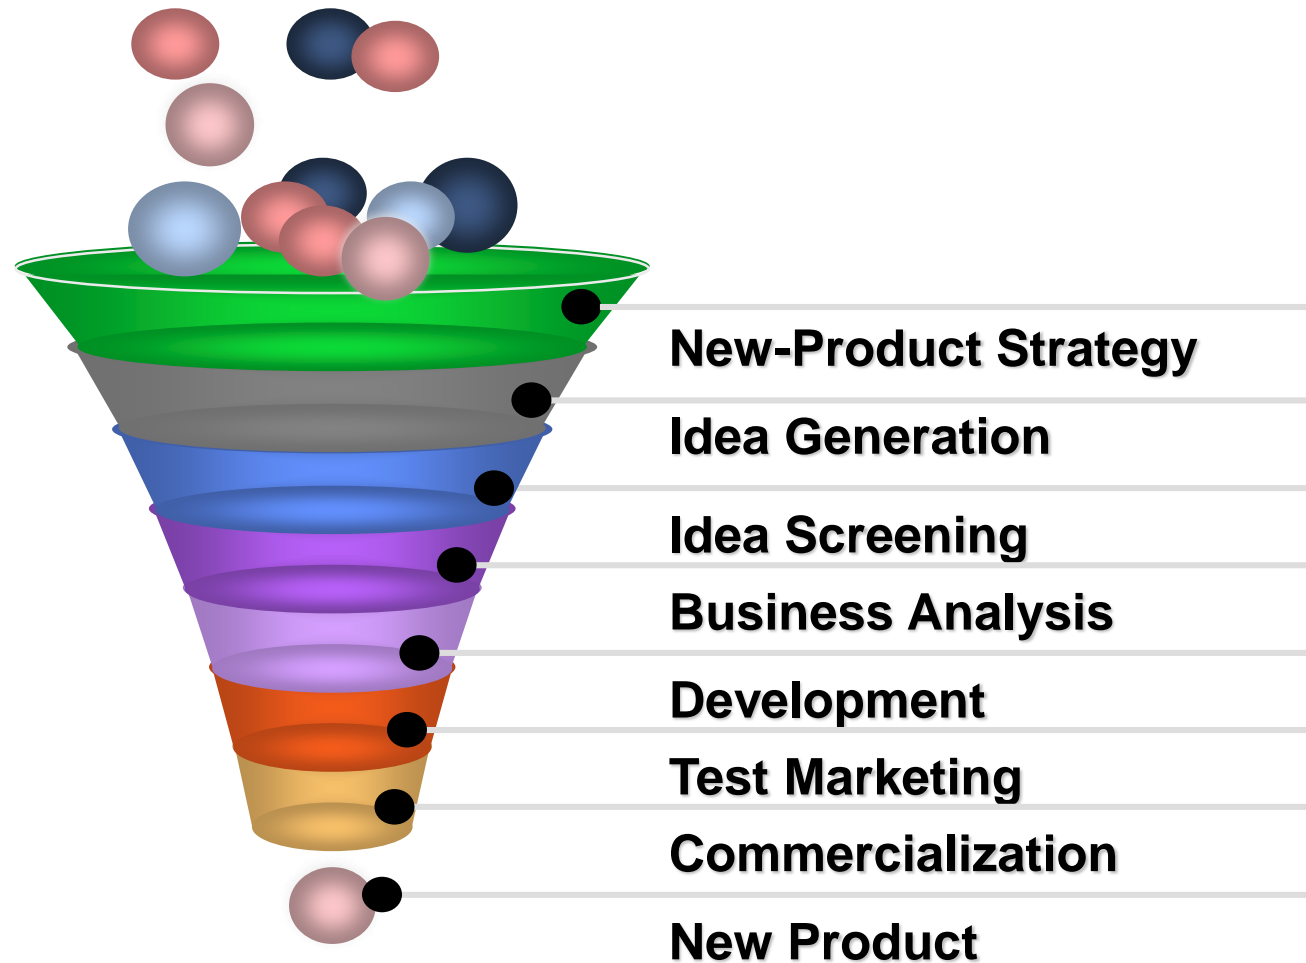 New-Product Strategy
Idea Generation
Idea Screening
Business Analysis
Development
Test Marketing
Commercialization
New Product